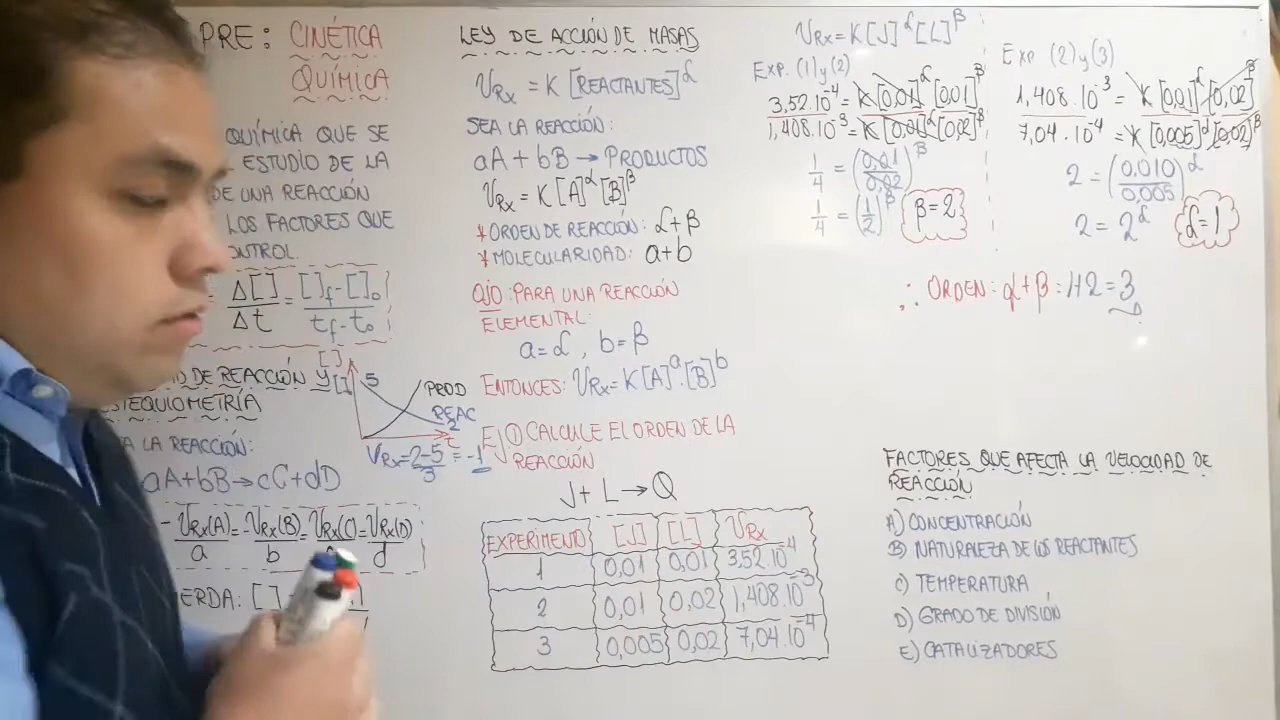 PRE: CINÉTICA
QUÍMICA
QUÍMICA QUE SE
ESTUDIO DE LA
DE UNA REACCIÓN
LOS FACTORES QUE
Δ[ ]/Δt = ([ ]f - [ ]o)/(tf - to)
DE REACCIÓN Y
LA REACCIÓN:
aA+bB→cC+dD
-VRx(A)/a = -VRx(B)/b = VRx(C)/c = VRx(D)/d
[ ]
5
PROD
REAC
2
t
VRx = (2-5)/3 = -1
LEY DE ACCIÓN DE MASAS
VRx = K [REACTANTES]^α
SEA LA REACCIÓN:
aA + bB → PRODUCTOS
VRx = K[A]^α [B]^β
* ORDEN DE REACCIÓN: α+β
* MOLECULARIDAD: a+b
ojo: PARA UNA REACCIÓN
ELEMENTAL:
a=α, b=β
ENTONCES: VRx=K[A]^a.[B]^b
Ej ① CALCULE EL ORDEN DE LA
REACCIÓN
J + L → Q
EXPERIMENTO [J] [L] VRx
1 0,01 0,01 3,52.10^-4
2 0,01 0,02 1,408.10^-3
3 0,005 0,02 7,04.10^-4
VRx=K[J]^α[L]^β
Exp. (1) y (2)
3,52.10^-4 = K[0,01]^α[0,01]^β
1,408.10^-3 = K[0,01]^α[0,02]^β
1/4 = (0,01/0,02)^β
1/4 = (1/2)^β β=2
Exp (2) y (3)
1,408.10^-3 = K[0,01]^α[0,02]^β
7,04.10^-4 = K[0,005]^α[0,02]^β
2 = (0,010/0,005)^α
2 = 2^α α=1
∴ ORDEN: α+β = 1+2 = 3
FACTORES QUE AFECTA LA VELOCIDAD DE
REACCIÓN
A) CONCENTRACIÓN
B) NATURALEZA DE LOS REACTANTES
C) TEMPERATURA
D) GRADO DE DIVISIÓN
E) CATALIZADORES